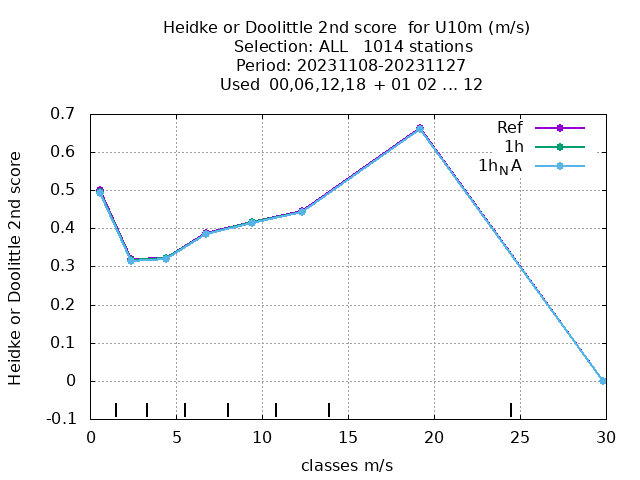 Heidke or Doolittle 2nd score  for U10m (m/s)
Selection: ALL   1014 stations
Period: 20231108-20231127
Used  00,06,12,18  + 01 02 ... 12
Ref
1h
1hNA
0.7
0.6
0.5
0.4
0.3
0.2
0.1
0
-0.1
0 5 10 15 20 25 30
Heidke or Doolittle 2nd score
classes m/s